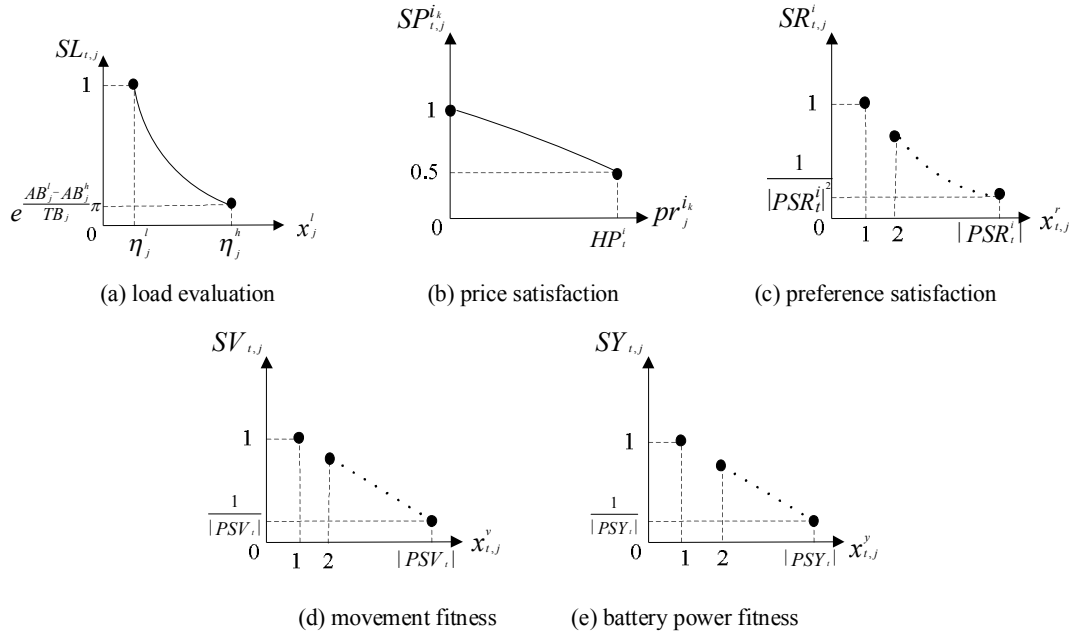 SL_{t,j}
1
e^{\frac{AB_j^l - AB_j^h}{TB_j}π}
0
η_j^l
η_j^h
x_j^l
(a) load evaluation
SP_{t,j}^{i_k}
1
0.5
0
HP_t^i
pr_j^{i_k}
(b) price satisfaction
SR_{t,j}^i
1
\frac{1}{|PSR_t^i|^2}
0
1
2
|PSR_t^i|
x_{t,j}^r
(c) preference satisfaction
SV_{t,j}
1
\frac{1}{|PSV_t|}
0
1
2
|PSV_t|
x_{t,j}^v
(d) movement fitness
SY_{t,j}
1
\frac{1}{|PSY_t|}
0
1
2
|PSY_t|
x_{t,j}^y
(e) battery power fitness